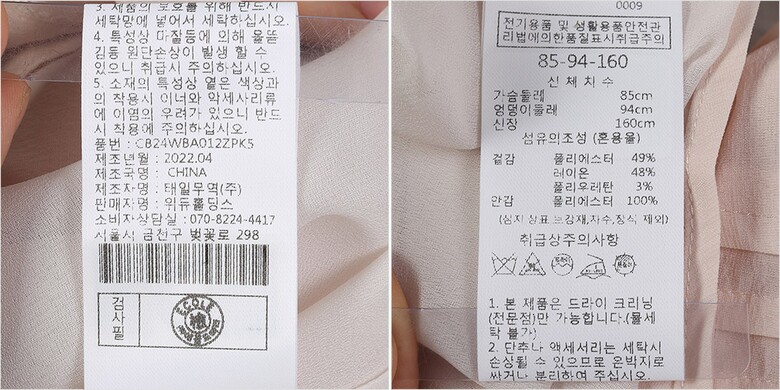 3. 제품의 보호를 위해 반드시
세탁망에 넣어서 세탁하십시오.
4. 특성상 마찰등에 의해 올뜯
김등 원단손상이 발생 할 수
있으니 취급시 주의하십시오.
5. 소재의 특성상 옅은 색상과
의 착용시 이너와 악세사리류
에 이염의 우려가 있으니 반드
시 착용에 주의하십시오.
품번 : CB24WBA012ZPK5
제조년월 : 2022.04
제조국명 : CHINA
제조자명 : 태일무역(주)
판매자명 : 위듀홀딩스
소비자상담실 : 070-8224-4417
서울시 금천구 벚꽃로 298
검사필
ECOLE
0009
전기용품 및 생활용품안전관
리법에의한품질표시취급주의
85-94-160
신체치수
가슴둘레 85cm
엉덩이둘레 94cm
신장 160cm
섬유의조성 (혼용율)
겉감 폴리에스터 49%
레이온 48%
폴리우레탄 3%
안감 폴리에스터 100%
(심지,상표,보강재,자수,장식 제외)
취급상주의사항
1. 본 제품은 드라이 크리닝
(전문점)만 가능합니다.(물세
탁 불가)
2. 단추나 액세서리는 세탁시
손상될 수 있으므로 은박지로
싸거나 분리하여 주십시오.